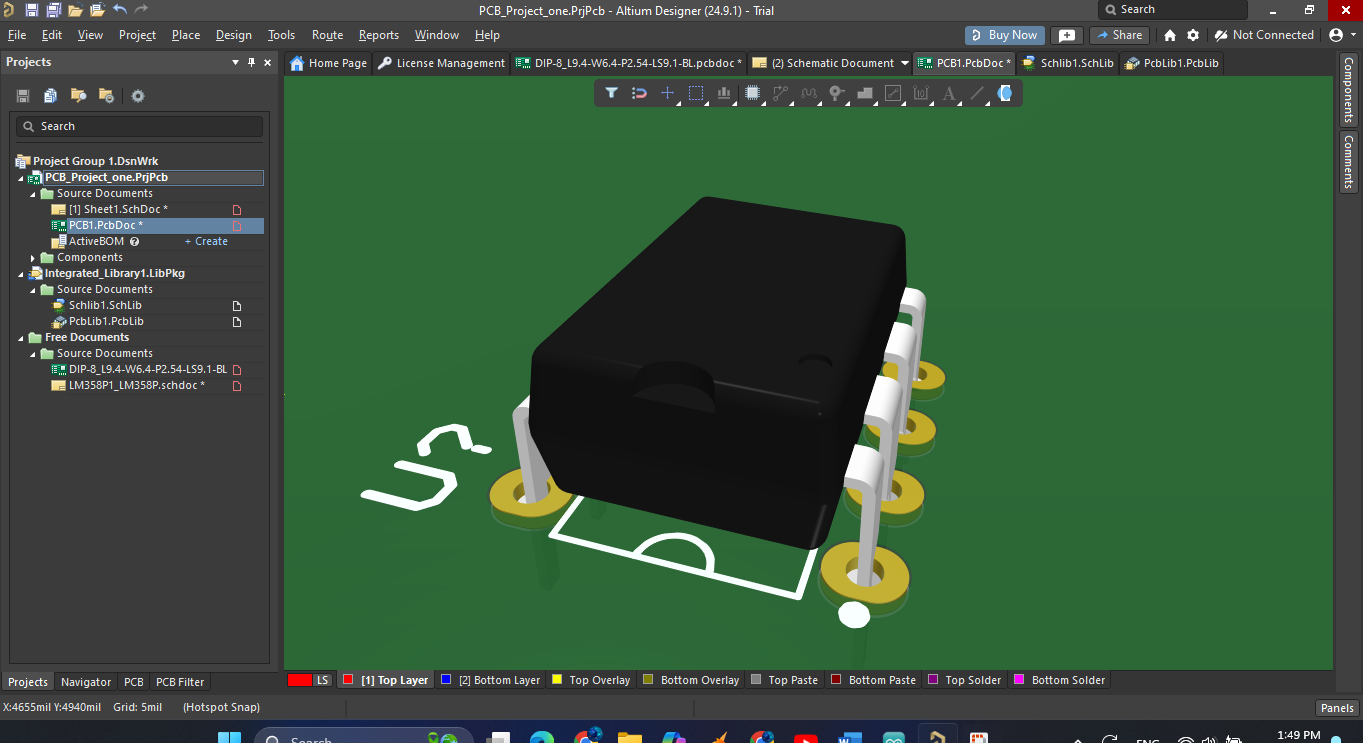 PCB_Project_one.PrjPcb - Altium Designer (24.9.1) - Trial
Search
File Edit View Project Place Design Tools Route Reports Window Help
Buy Now
Share
Not Connected
Projects
Home Page
License Management
DIP-8_L9.4-W6.4-P2.54-LS9.1-BL.pcbdoc *
(2) Schematic Document
PCB1.PcbDoc *
Schlib1.SchLib
PcbLib1.PcbLib
Components
Comments
Search
Project Group 1.DsnWrk
PCB_Project_one.PrjPcb
Source Documents
[1] Sheet1.SchDoc *
PCB1.PcbDoc *
ActiveBOM + Create
Components
Integrated_Library1.LibPkg
Source Documents
Schlib1.SchLib
PcbLib1.PcbLib
Free Documents
Source Documents
DIP-8_L9.4-W6.4-P2.54-LS9.1-BL
LM358P1_LM358P.schdoc *
Projects Navigator PCB PCB Filter
LS [1] Top Layer [2] Bottom Layer Top Overlay Bottom Overlay Top Paste Bottom Paste Top Solder Bottom Solder
X:4655mil Y:4940mil Grid: 5mil (Hotspot Snap)
Panels
Search
ENG
1:49 PM